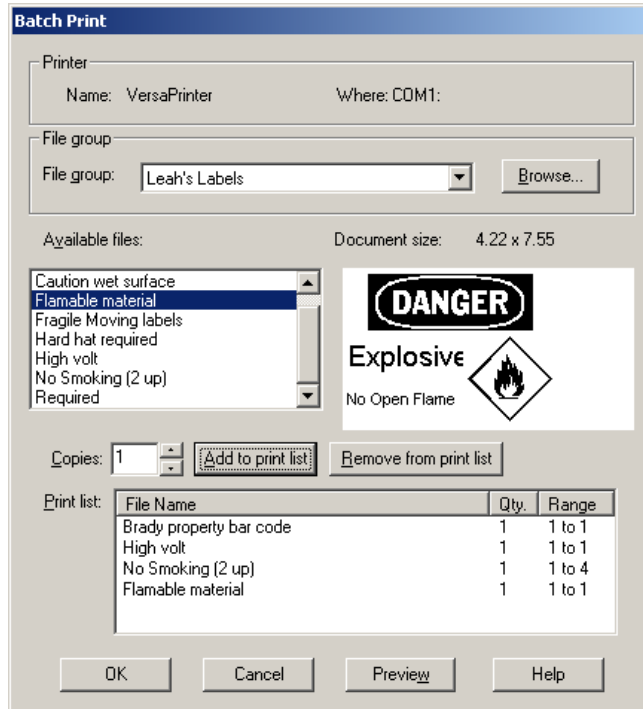 Batch Print
Printer
Name: VersaPrinter Where: COM1:
File group
File group: Leah's Labels Browse...
Available files: Document size: 4.22 x 7.55
Caution wet surface
Flamable material
Fragile Moving labels
Hard hat required
High volt
No Smoking (2 up)
Required
DANGER
Explosive
No Open Flame
Copies: 1 Add to print list Remove from print list
Print list: File Name Qty. Range
Brady property bar code 1 1 to 1
High volt 1 1 to 1
No Smoking (2 up) 1 1 to 4
Flamable material 1 1 to 1
OK Cancel Preview Help